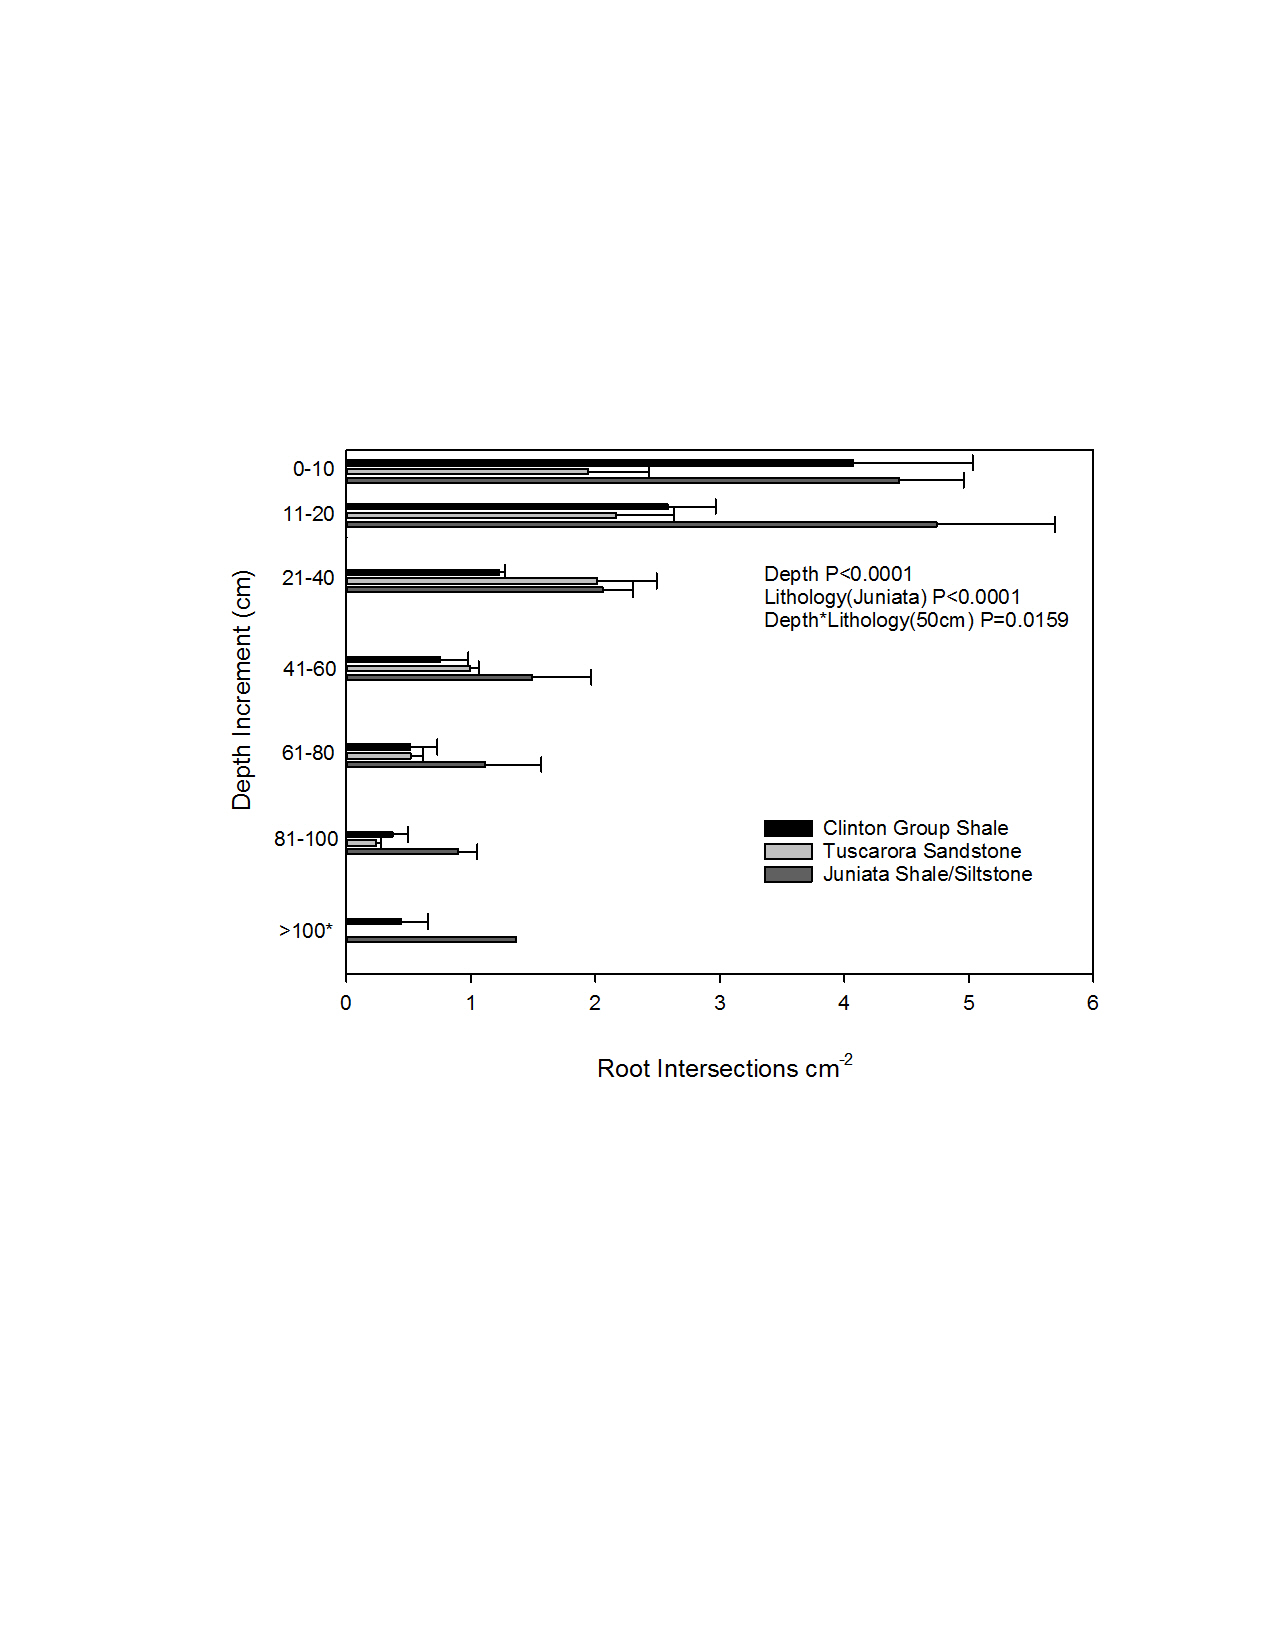 0-10
11-20
21-40
41-60
61-80
81-100
>100*
Depth Increment (cm)
Depth P<0.0001
Lithology(Juniata) P<0.0001
Depth*Lithology(50cm) P=0.0159
Clinton Group Shale
Tuscarora Sandstone
Juniata Shale/Siltstone
0 1 2 3 4 5 6
Root Intersections cm⁻²